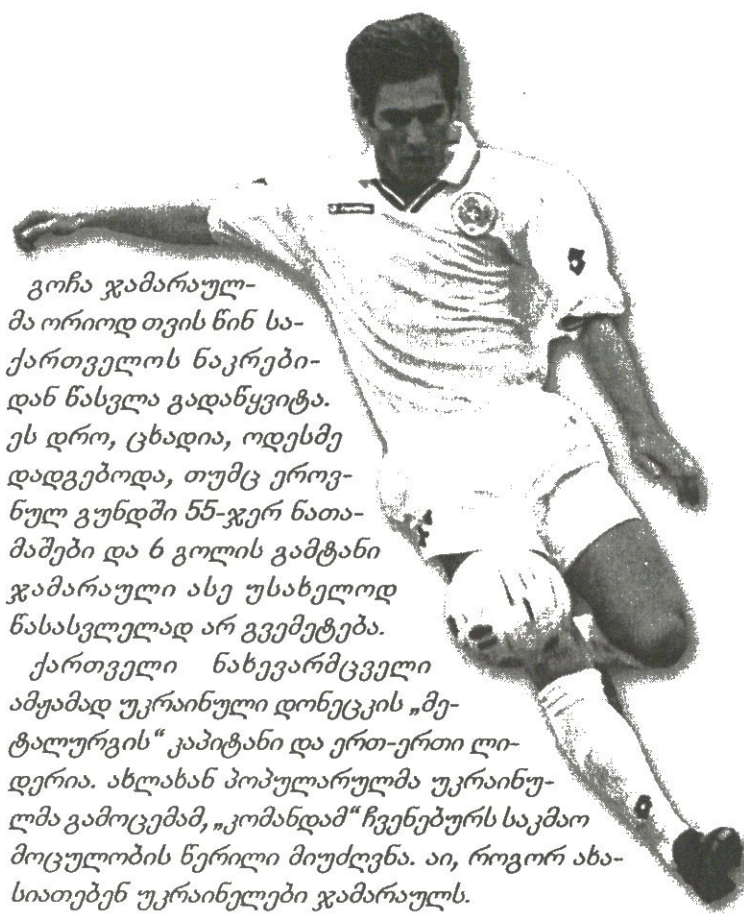 გოჩა ჯამარაულ-
მა ორიოდ თვის წინ სა-
ქართველოს ნაკრები-
დან წასვლა გადაწყვიტა.
ეს დრო, ცხადია, ოდესმე
დადგებოდა, თუმც ეროვ-
ნულ გუნდში 55-ჯერ ნათა-
მაშები და 6 გოლის გამტანი
ჯამარაული ასე უსახელოდ
წასასვლელად არ გვემეტება.
ქართველი ნახევარმცველი
ამჟამად უკრაინული დონეცკის „მე-
ტალურგის“ კაპიტანი და ერთ-ერთი ლი-
დერია. ახლახან პოპულარულმა უკრაინუ-
ლმა გამოცემამ, „კომანდამ“ ჩვენებურს საკმაო
მოცულობის წერილი მიუძღვნა. აი, როგორ ახა-
სიათებენ უკრაინელები ჯამარაულს.